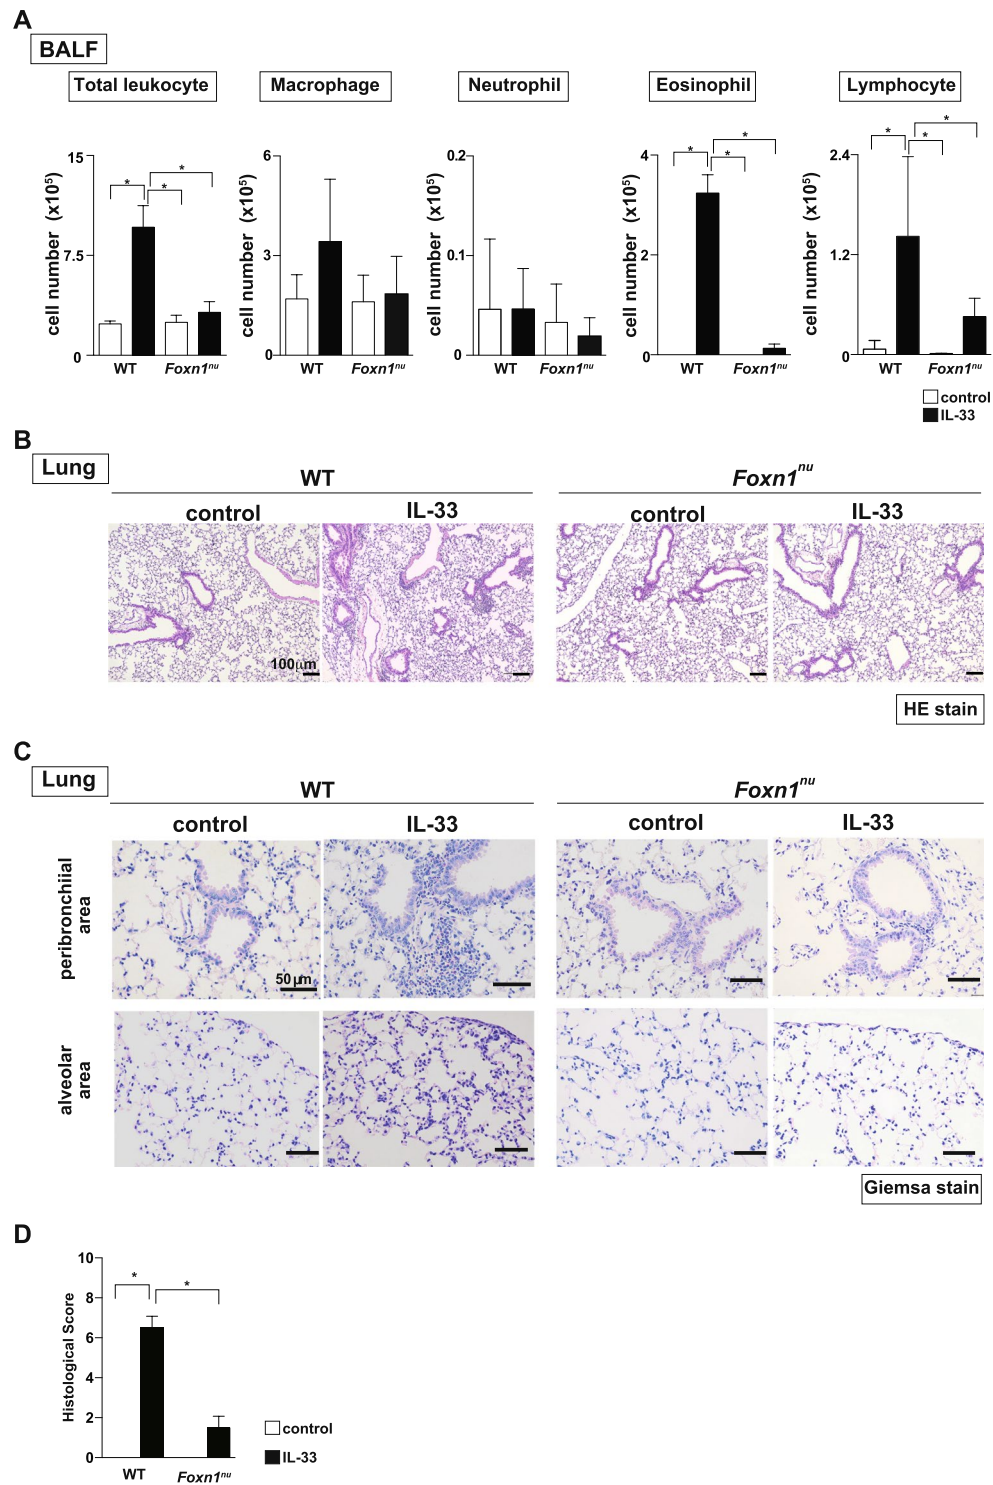 A
BALF
Total leukocyte
Macrophage
Neutrophil
Eosinophil
Lymphocyte
cell number (x10⁵)
15
7.5
0
* * *
WT
Foxn1ⁿᵘ
cell number (x10⁵)
6
3
0
WT
Foxn1ⁿᵘ
cell number (x10⁵)
0.2
0.1
0
WT
Foxn1ⁿᵘ
cell number (x10⁵)
4
2
0
* * *
WT
Foxn1ⁿᵘ
cell number (x10⁵)
2.4
1.2
0
* * *
WT
Foxn1ⁿᵘ
control
IL-33
B
Lung
WT
Foxn1ⁿᵘ
control
IL-33
control
IL-33
100μm
HE stain
C
Lung
WT
Foxn1ⁿᵘ
control
IL-33
control
IL-33
peribronchiial
area
50 μm
alveolar
area
Giemsa stain
D
Histological Score
10
8
6
4
2
0
* *
WT
Foxn1ⁿᵘ
control
IL-33